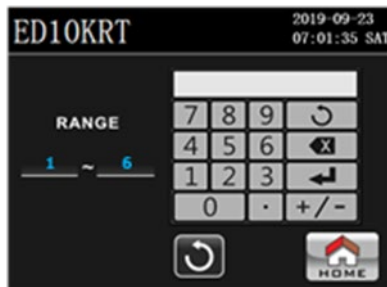 ED10KRT
2019-09-23
07:01:35 SAT
RANGE
1 ~ 6
7 8 9
4 5 6
1 2 3
0 . +/-
HOME